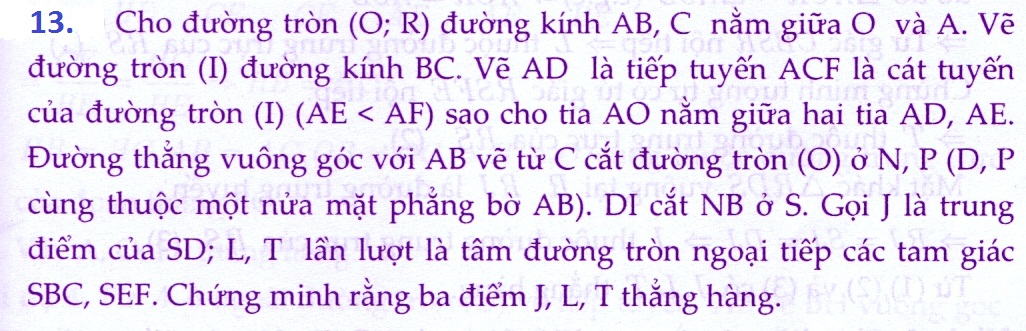 13. Cho đường tròn (O; R) đường kính AB, C nằm giữa O và A. Vẽ
đường tròn (I) đường kính BC. Vẽ AD là tiếp tuyến ACF là cát tuyến
của đường tròn (I) (AE < AF) sao cho tia AO nằm giữa hai tia AD, AE.
Đường thẳng vuông góc với AB vẽ từ C cắt đường tròn (O) ở N, P (D, P
cùng thuộc một nửa mặt phẳng bờ AB). DI cắt NB ở S. Gọi J là trung
điểm của SD; L, T lần lượt là tâm đường tròn ngoại tiếp các tam giác
SBC, SEF. Chứng minh rằng ba điểm J, L, T thẳng hàng.